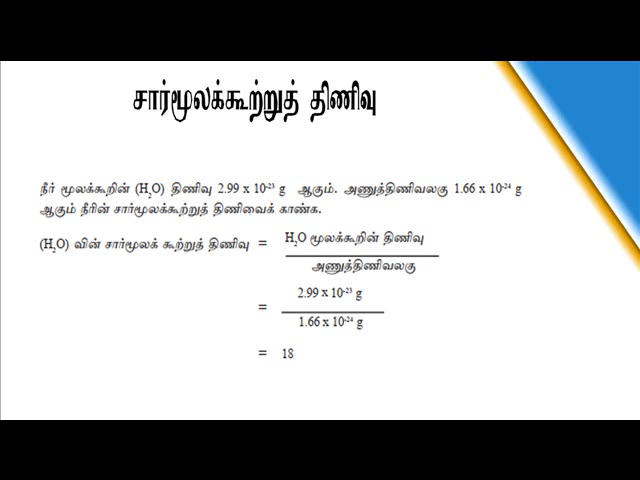 சார்மூலக்கூற்றுத் திணிவு
நீர் மூலக்கூறின் (H₂O) திணிவு 2.99 x 10⁻²³ g ஆகும். அணுத்திணிவலகு 1.66 x 10⁻²⁴ g
ஆகும் நீரின் சார்மூலக்கூற்றுத் திணிவைக் காண்க.
(H₂O) வின் சார்மூலக் கூற்றுத் திணிவு = H₂O மூலக்கூறின் திணிவு
அணுத்திணிவலகு
= 2.99 x 10⁻²³ g
1.66 x 10⁻²⁴ g
= 18